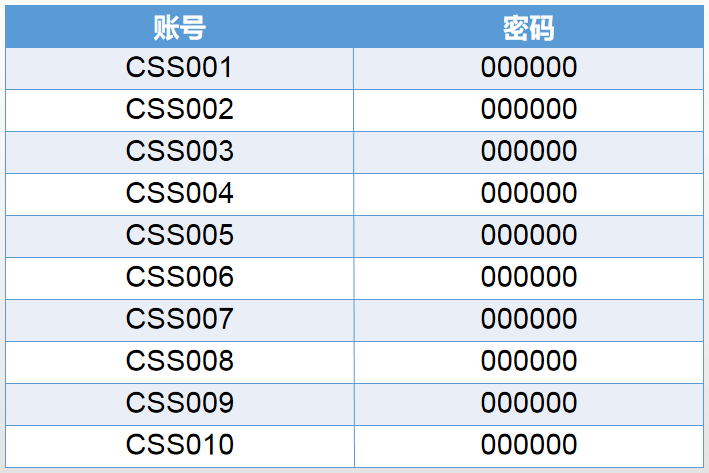 账号 密码
CSS001 000000
CSS002 000000
CSS003 000000
CSS004 000000
CSS005 000000
CSS006 000000
CSS007 000000
CSS008 000000
CSS009 000000
CSS010 000000